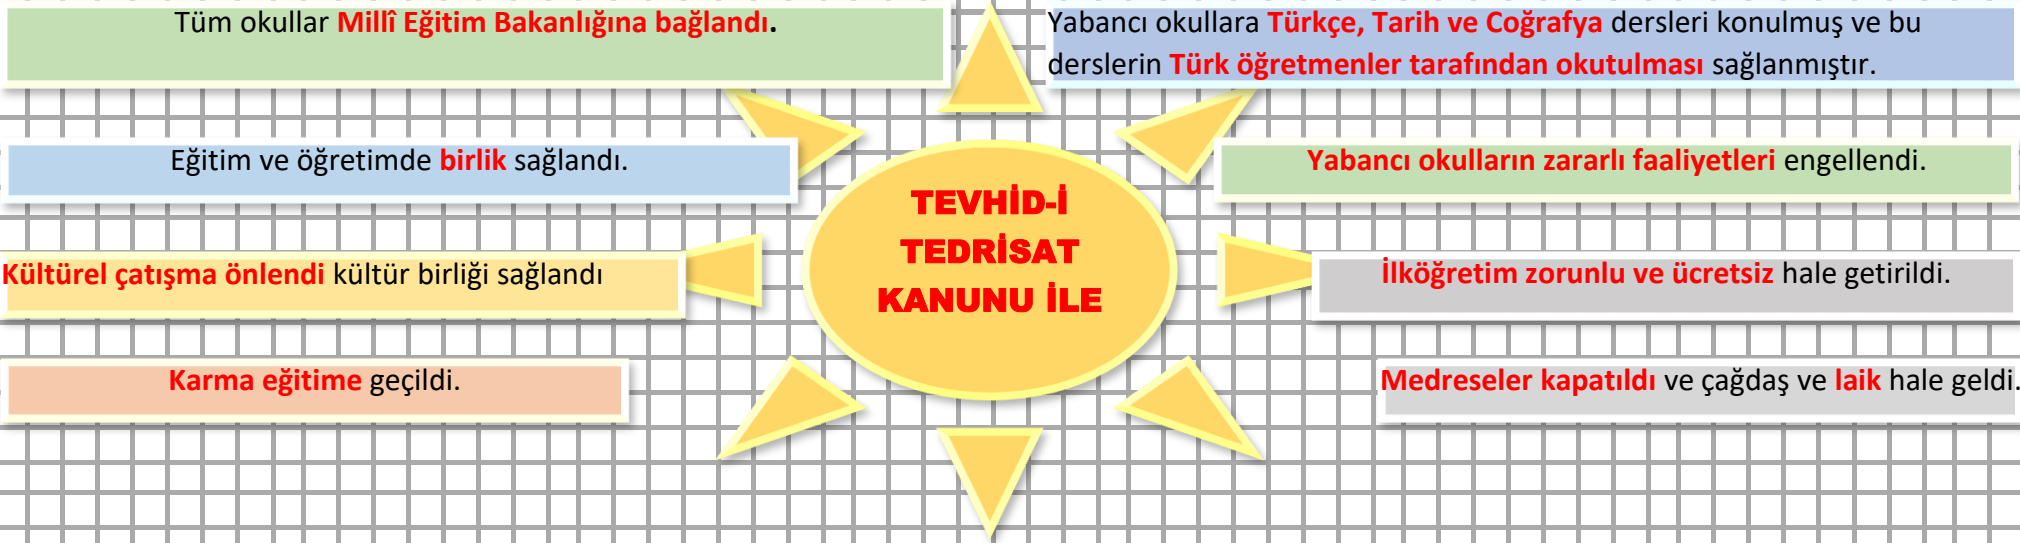 Tüm okullar Millî Eğitim Bakanlığına bağlandı.
Eğitim ve öğretimde birlik sağlandı.
Kültürel çatışma önlendi kültür birliği sağlandı
Karma eğitime geçildi.
TEVHİD-İ
TEDRİSAT
KANUNU İLE
Yabancı okullara Türkçe, Tarih ve Coğrafya dersleri konulmuş ve bu
derslerin Türk öğretmenler tarafından okutulması sağlanmıştır.
Yabancı okulların zararlı faaliyetleri engellendi.
İlköğretim zorunlu ve ücretsiz hale getirildi.
Medreseler kapatıldı ve çağdaş ve laik hale geldi.